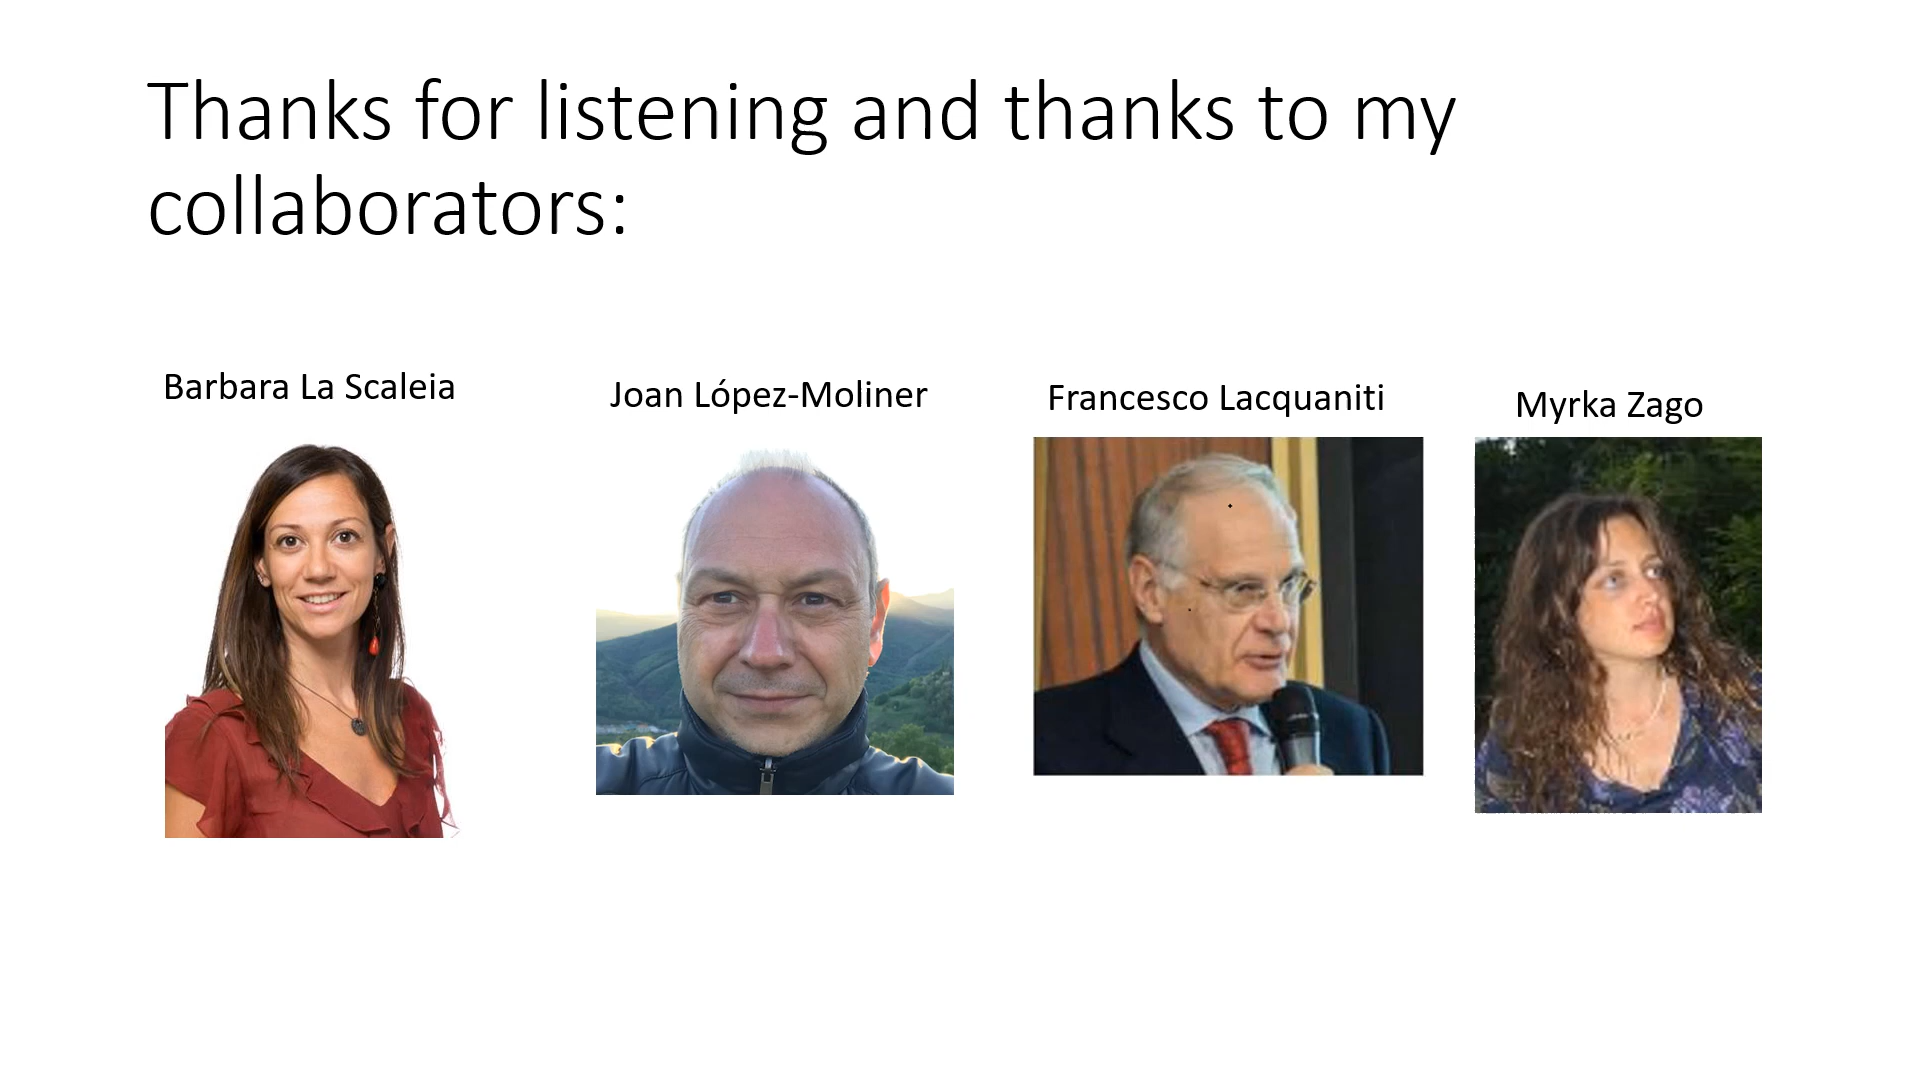 Thanks for listening and thanks to my
collaborators:
Barbara La Scaleia
Joan López-Moliner
Francesco Lacquaniti
Myrka Zago